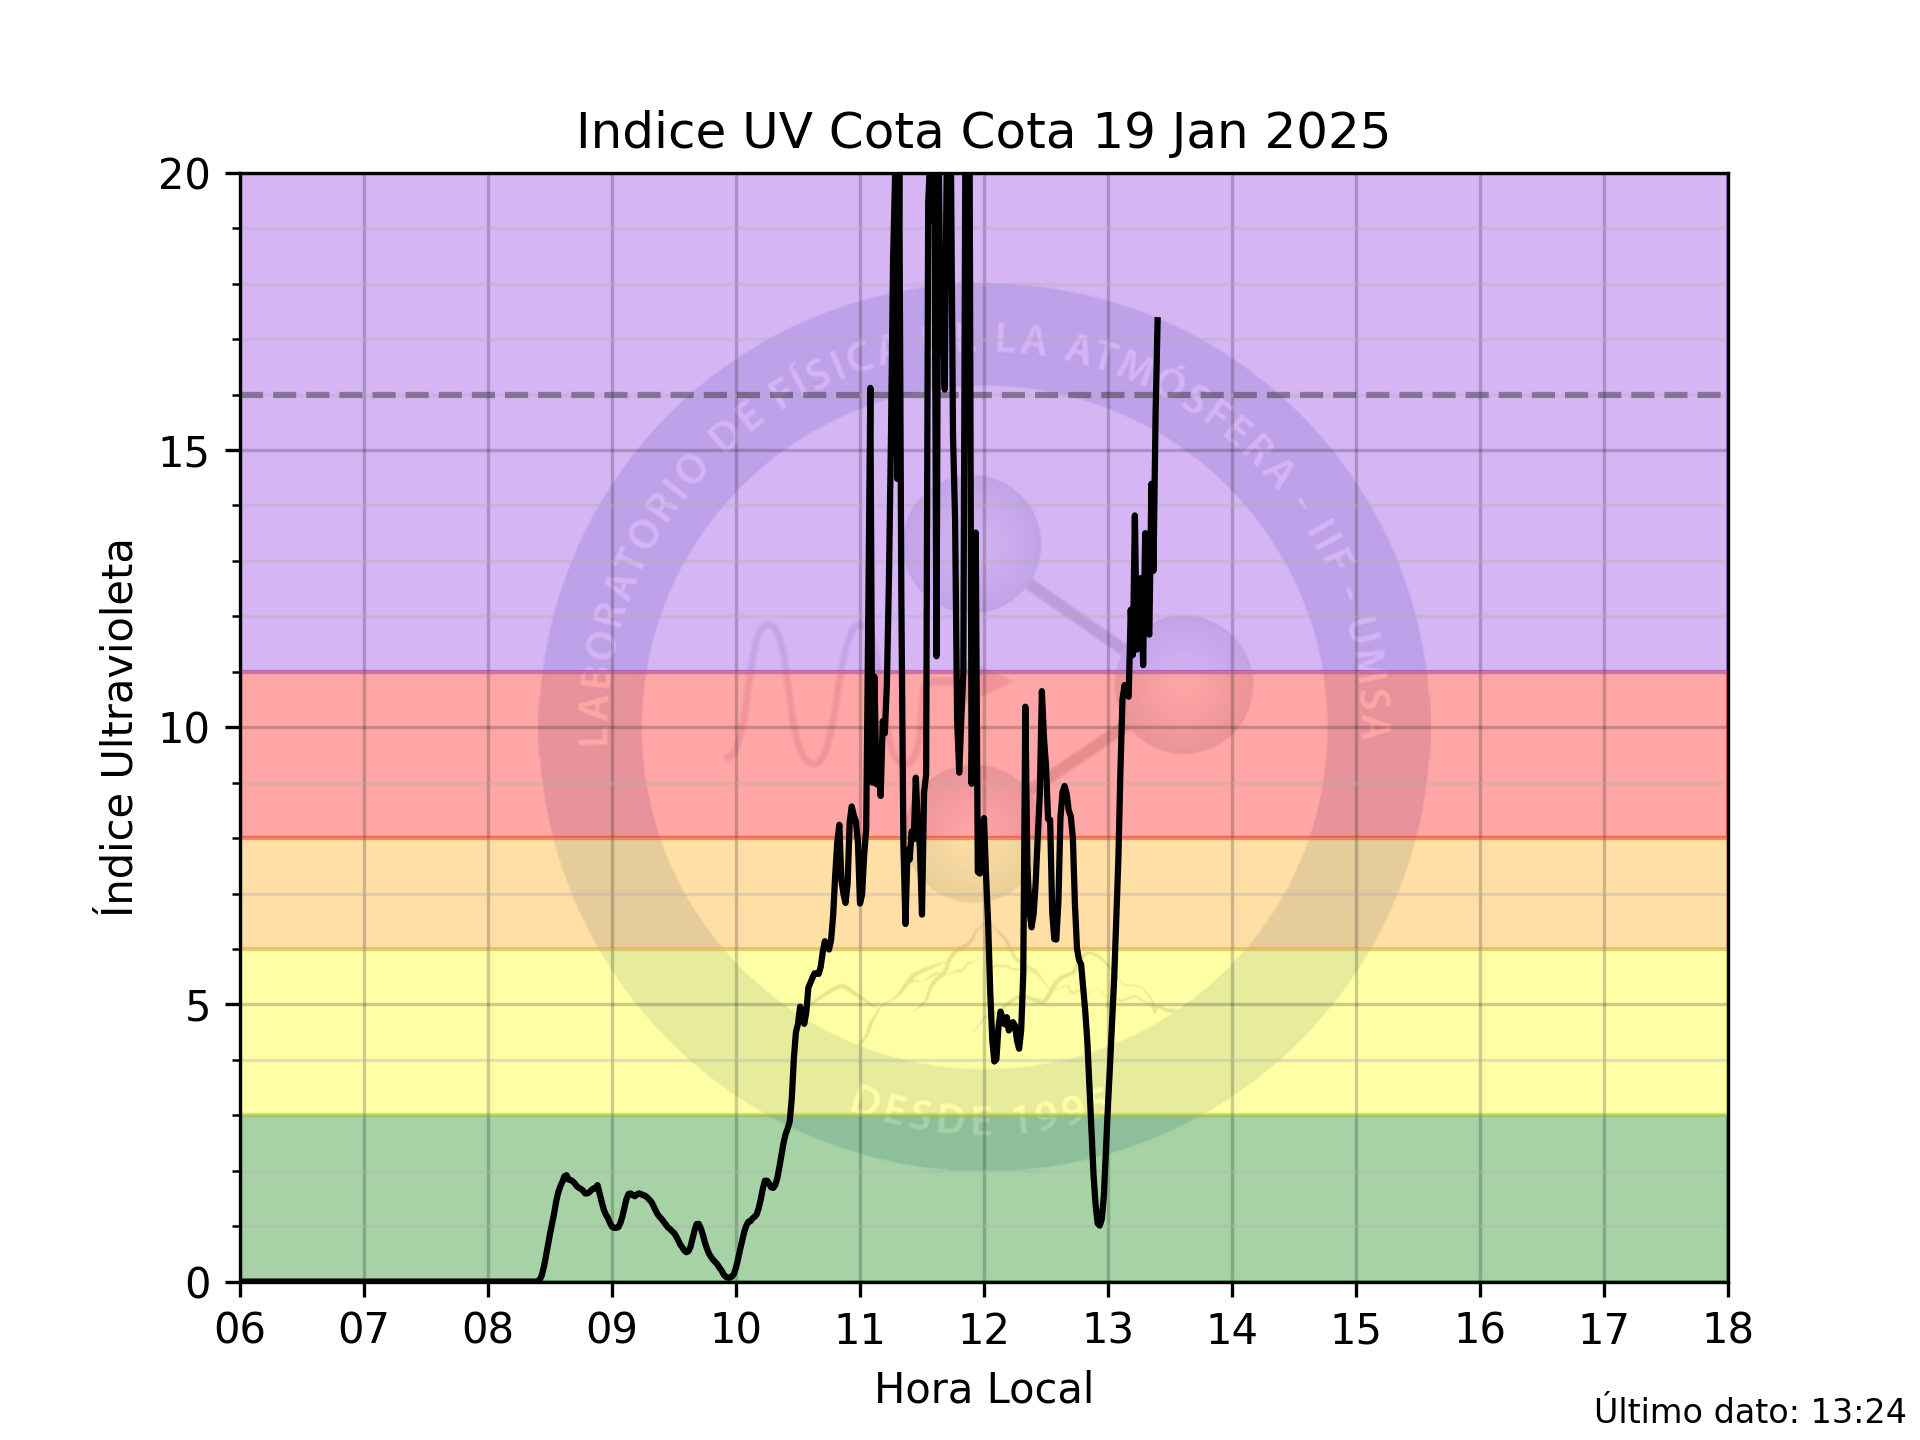 Indice UV Cota Cota 19 Jan 2025
20
15
10
5
0
Índice Ultravioleta
06 07 08 09 10 11 12 13 14 15 16 17 18
Hora Local
Último dato: 13:24
LABORATORIO DE FÍSICA LA ATMÓSFERA - IIF - UMSA
DESDE